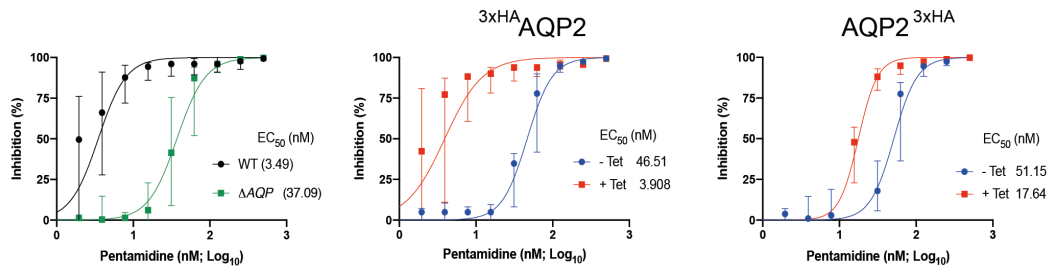 3xHAAQP2
AQP23xHA
100
75
50
25
0
Inhibition (%)
0
1
2
3
Pentamidine (nM; Log10)
EC50 (nM)
WT (3.49)
ΔAQP (37.09)
100
75
50
25
0
Inhibition (%)
0
1
2
3
Pentamidine (nM; Log10)
EC50 (nM)
- Tet 46.51
+ Tet 3.908
100
75
50
25
0
Inhibition (%)
0
1
2
3
Pentamidine (nM; Log10)
EC50 (nM)
- Tet 51.15
+ Tet 17.64